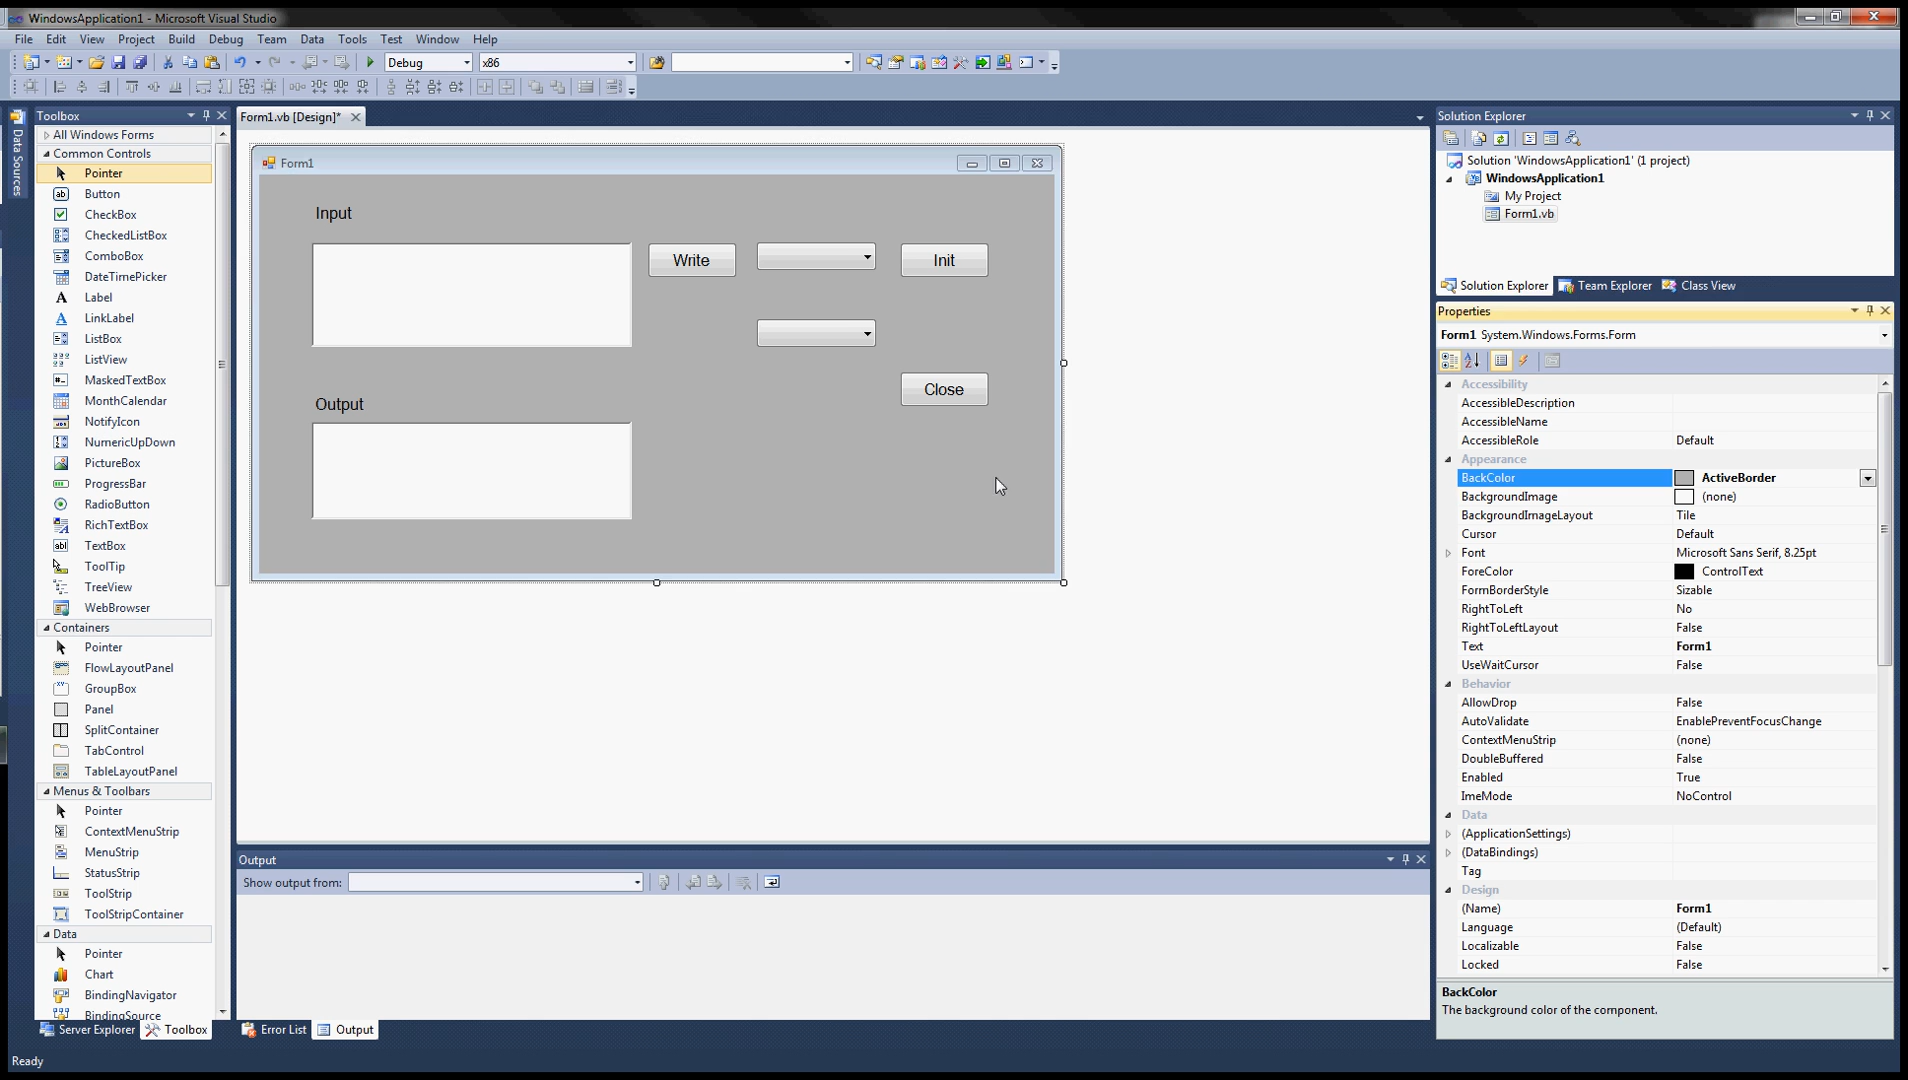 WindowsApplication1 - Microsoft Visual Studio
File Edit View Project Build Debug Team Data Tools Test Window Help
Debug x86
Data Sources
Toolbox
All Windows Forms
Common Controls
Pointer
Button
CheckBox
CheckedListBox
ComboBox
DateTimePicker
Label
LinkLabel
ListBox
ListView
MaskedTextBox
MonthCalendar
NotifyIcon
NumericUpDown
PictureBox
ProgressBar
RadioButton
RichTextBox
TextBox
ToolTip
TreeView
WebBrowser
Containers
Pointer
FlowLayoutPanel
GroupBox
Panel
SplitContainer
TabControl
TableLayoutPanel
Menus & Toolbars
Pointer
ContextMenuStrip
MenuStrip
StatusStrip
ToolStrip
ToolStripContainer
Data
Pointer
Chart
BindingNavigator
BindingSource
Server Explorer Toolbox
Form1.vb [Design]*
Form1
Input
Write Init
Close
Output
Output
Show output from:
Error List Output
Solution Explorer
Solution 'WindowsApplication1' (1 project)
WindowsApplication1
My Project
Form1.vb
Solution Explorer Team Explorer Class View
Properties
Form1 System.Windows.Forms.Form
Accessibility
AccessibleDescription
AccessibleName
AccessibleRole Default
Appearance
BackColor ActiveBorder
BackgroundImage (none)
BackgroundImageLayout Tile
Cursor Default
Font Microsoft Sans Serif, 8.25pt
ForeColor ControlText
FormBorderStyle Sizable
RightToLeft No
RightToLeftLayout False
Text Form1
UseWaitCursor False
Behavior
AllowDrop False
AutoValidate EnablePreventFocusChange
ContextMenuStrip (none)
DoubleBuffered False
Enabled True
ImeMode NoControl
Data
(ApplicationSettings)
(DataBindings)
Tag
Design
(Name) Form1
Language (Default)
Localizable False
Locked False
BackColor
The background color of the component.
Ready